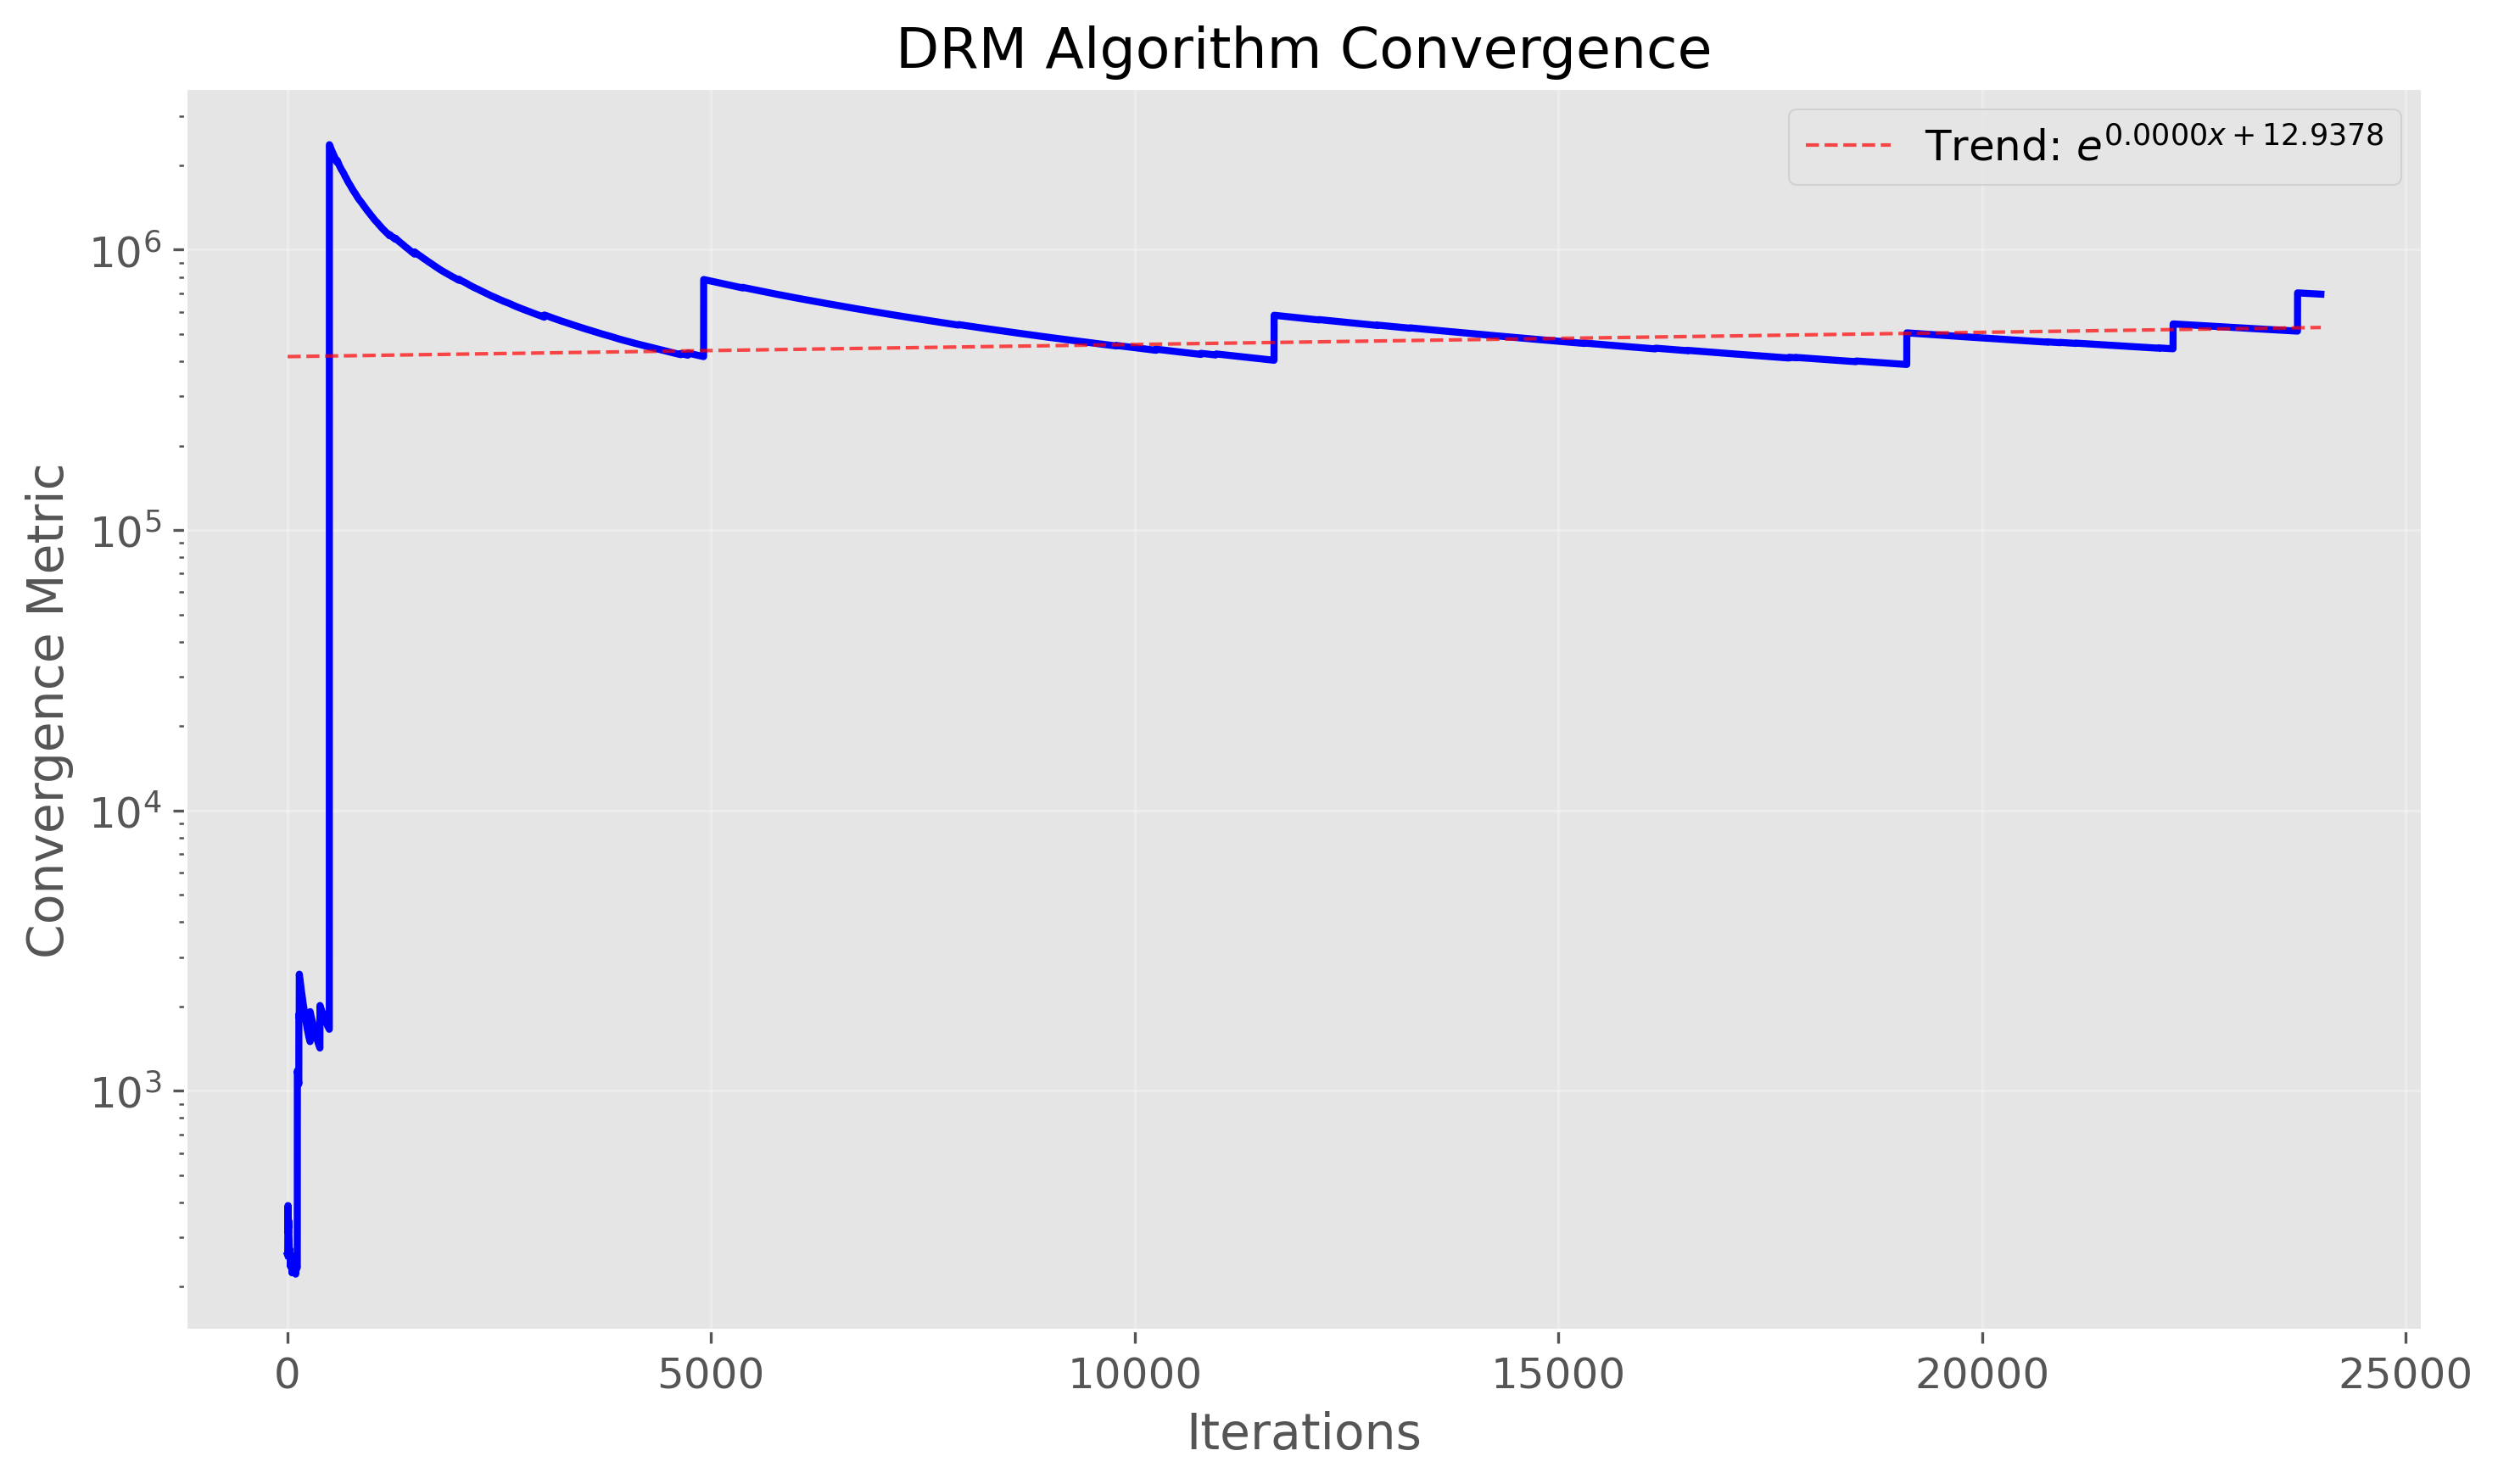 DRM Algorithm Convergence
Trend: e^{0.0000x + 12.9378}
Convergence Metric
10^6
10^5
10^4
10^3
0 5000 10000 15000 20000 25000
Iterations